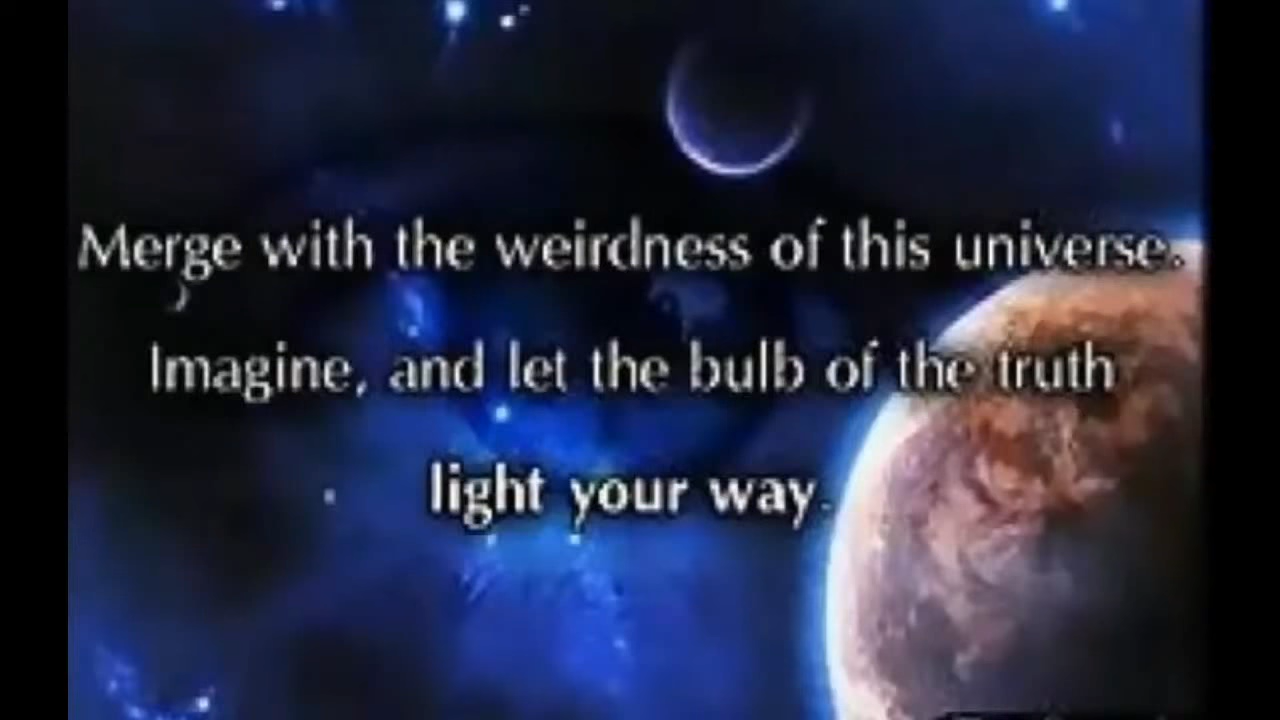 Merge with the weirdness of this universe.
Imagine, and let the bulb of the truth
light your way.